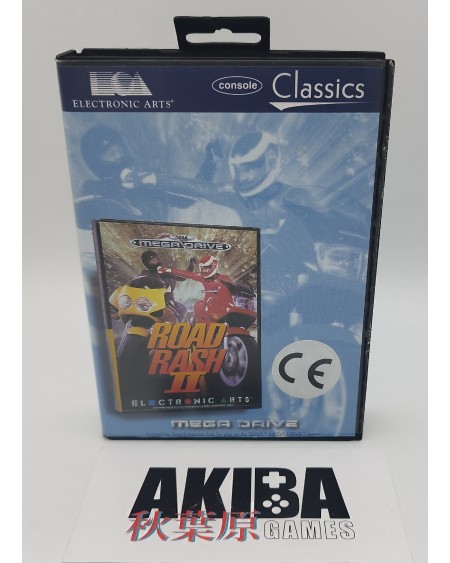 ELECTRONIC ARTS®
console Classics
MEGA DRIVE
ROAD
RASH
II
ELECTRONIC ARTS®
CE
MEGA DRIVE
AKIBA
秋葉原 GAMES